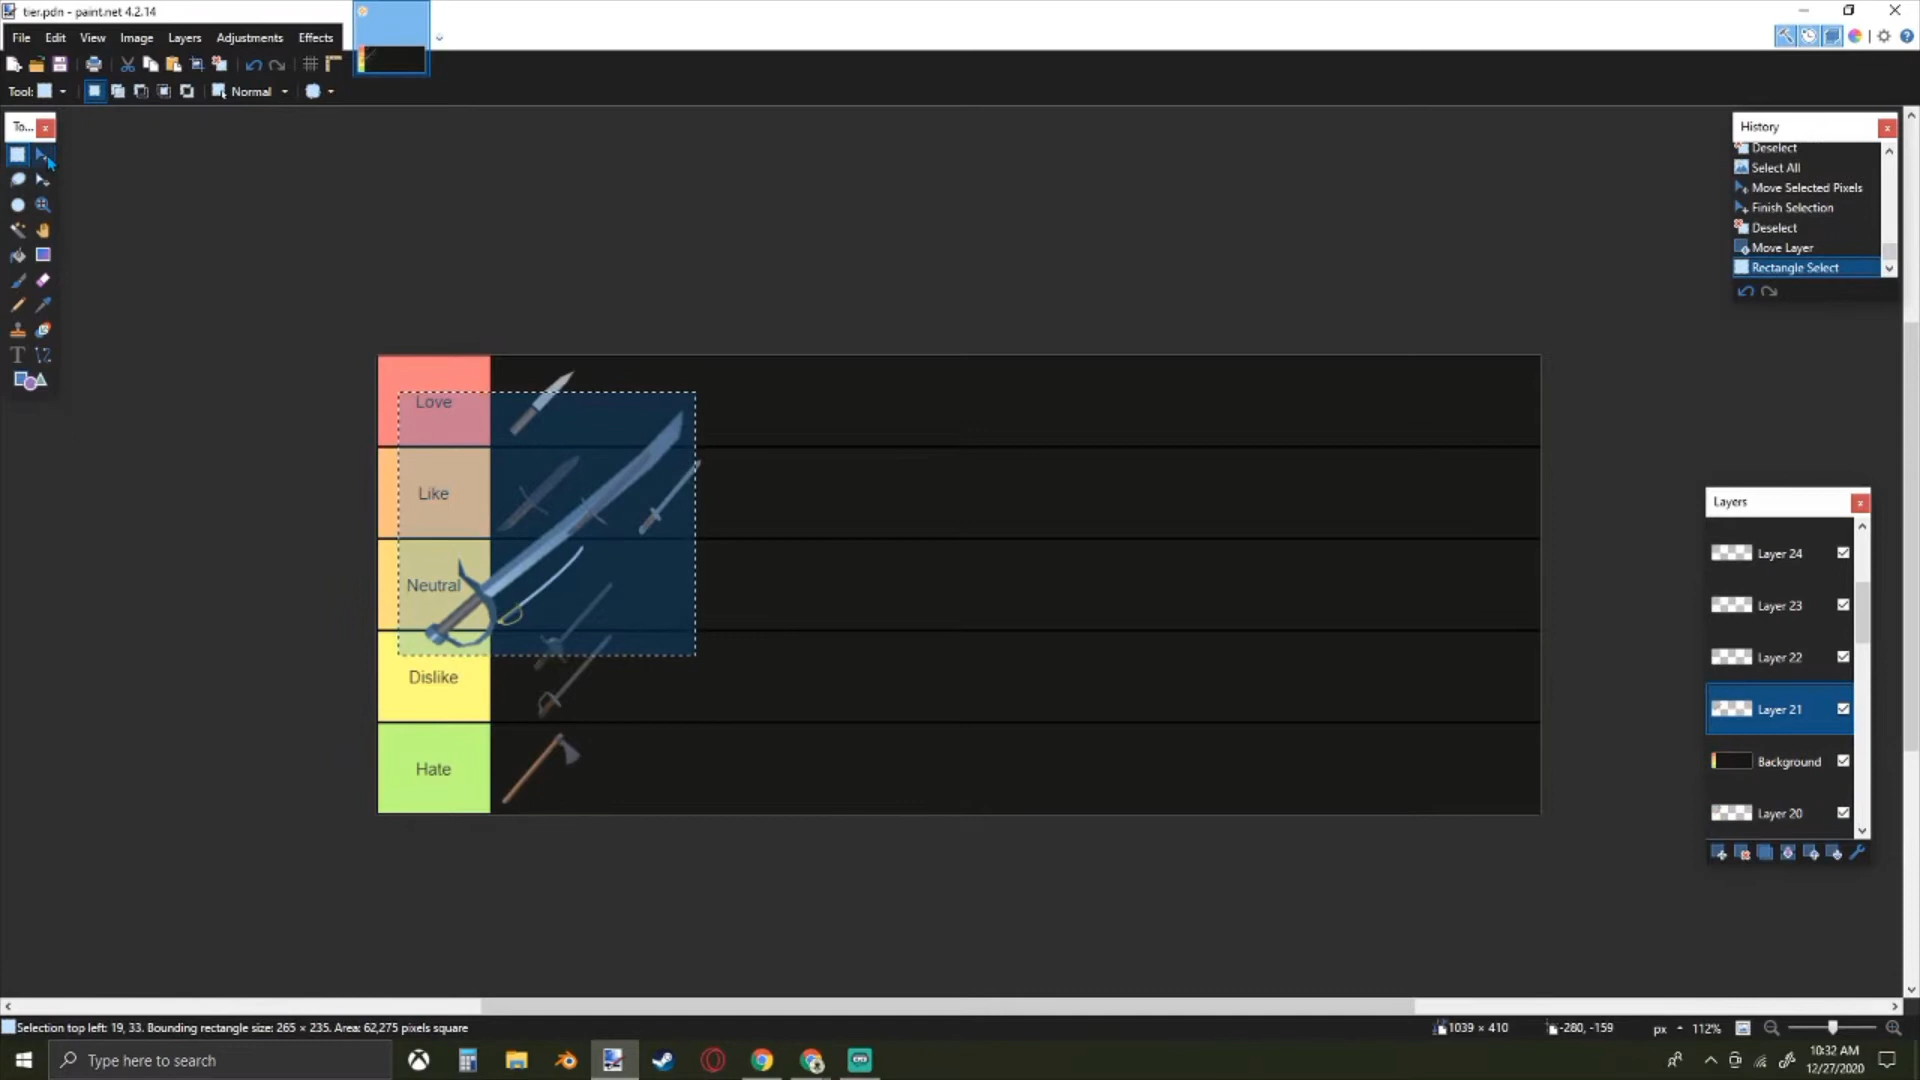 tier.pdn - paint.net 4.2.14
File Edit View Image Layers Adjustments Effects
Tool: Normal
To...
History
Deselect
Select All
Move Selected Pixels
Finish Selection
Deselect
Move Layer
Rectangle Select
Love
Like
Neutral
Dislike
Hate
Layers
Layer 24
Layer 23
Layer 22
Layer 21
Background
Layer 20
Selection top left: 19, 33. Bounding rectangle size: 265 × 235. Area: 62,275 pixels square
1039 × 410
-280, -159
px
112%
Type here to search
10:32 AM
12/27/2020